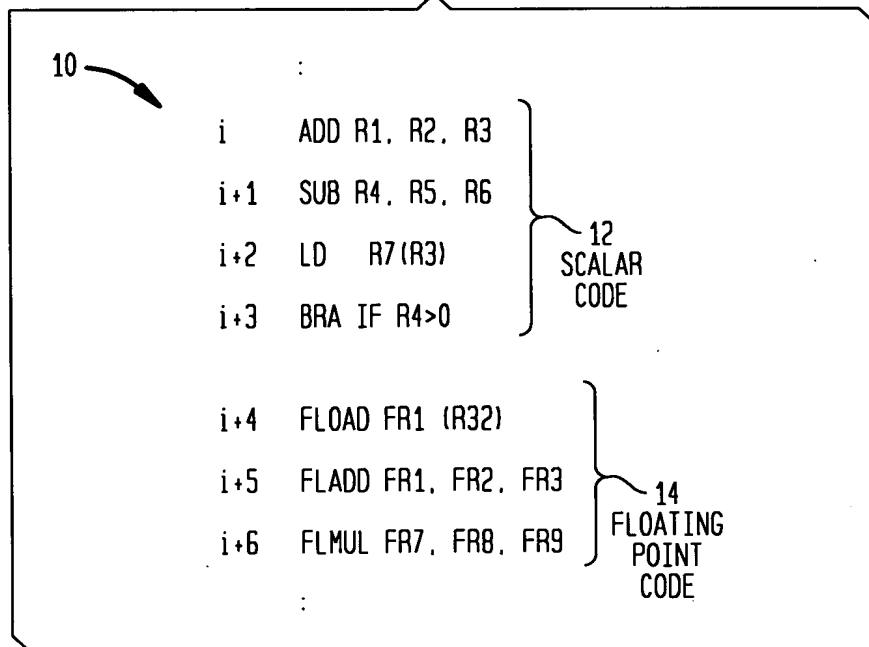 10
:
i ADD R1, R2, R3
i+1 SUB R4, R5, R6
i+2 LD R7(R3)
i+3 BRA IF R4>0
12
SCALAR
CODE
i+4 FLOAD FR1 (R32)
i+5 FLADD FR1, FR2, FR3
i+6 FLMUL FR7, FR8, FR9
14
FLOATING
POINT
CODE
: